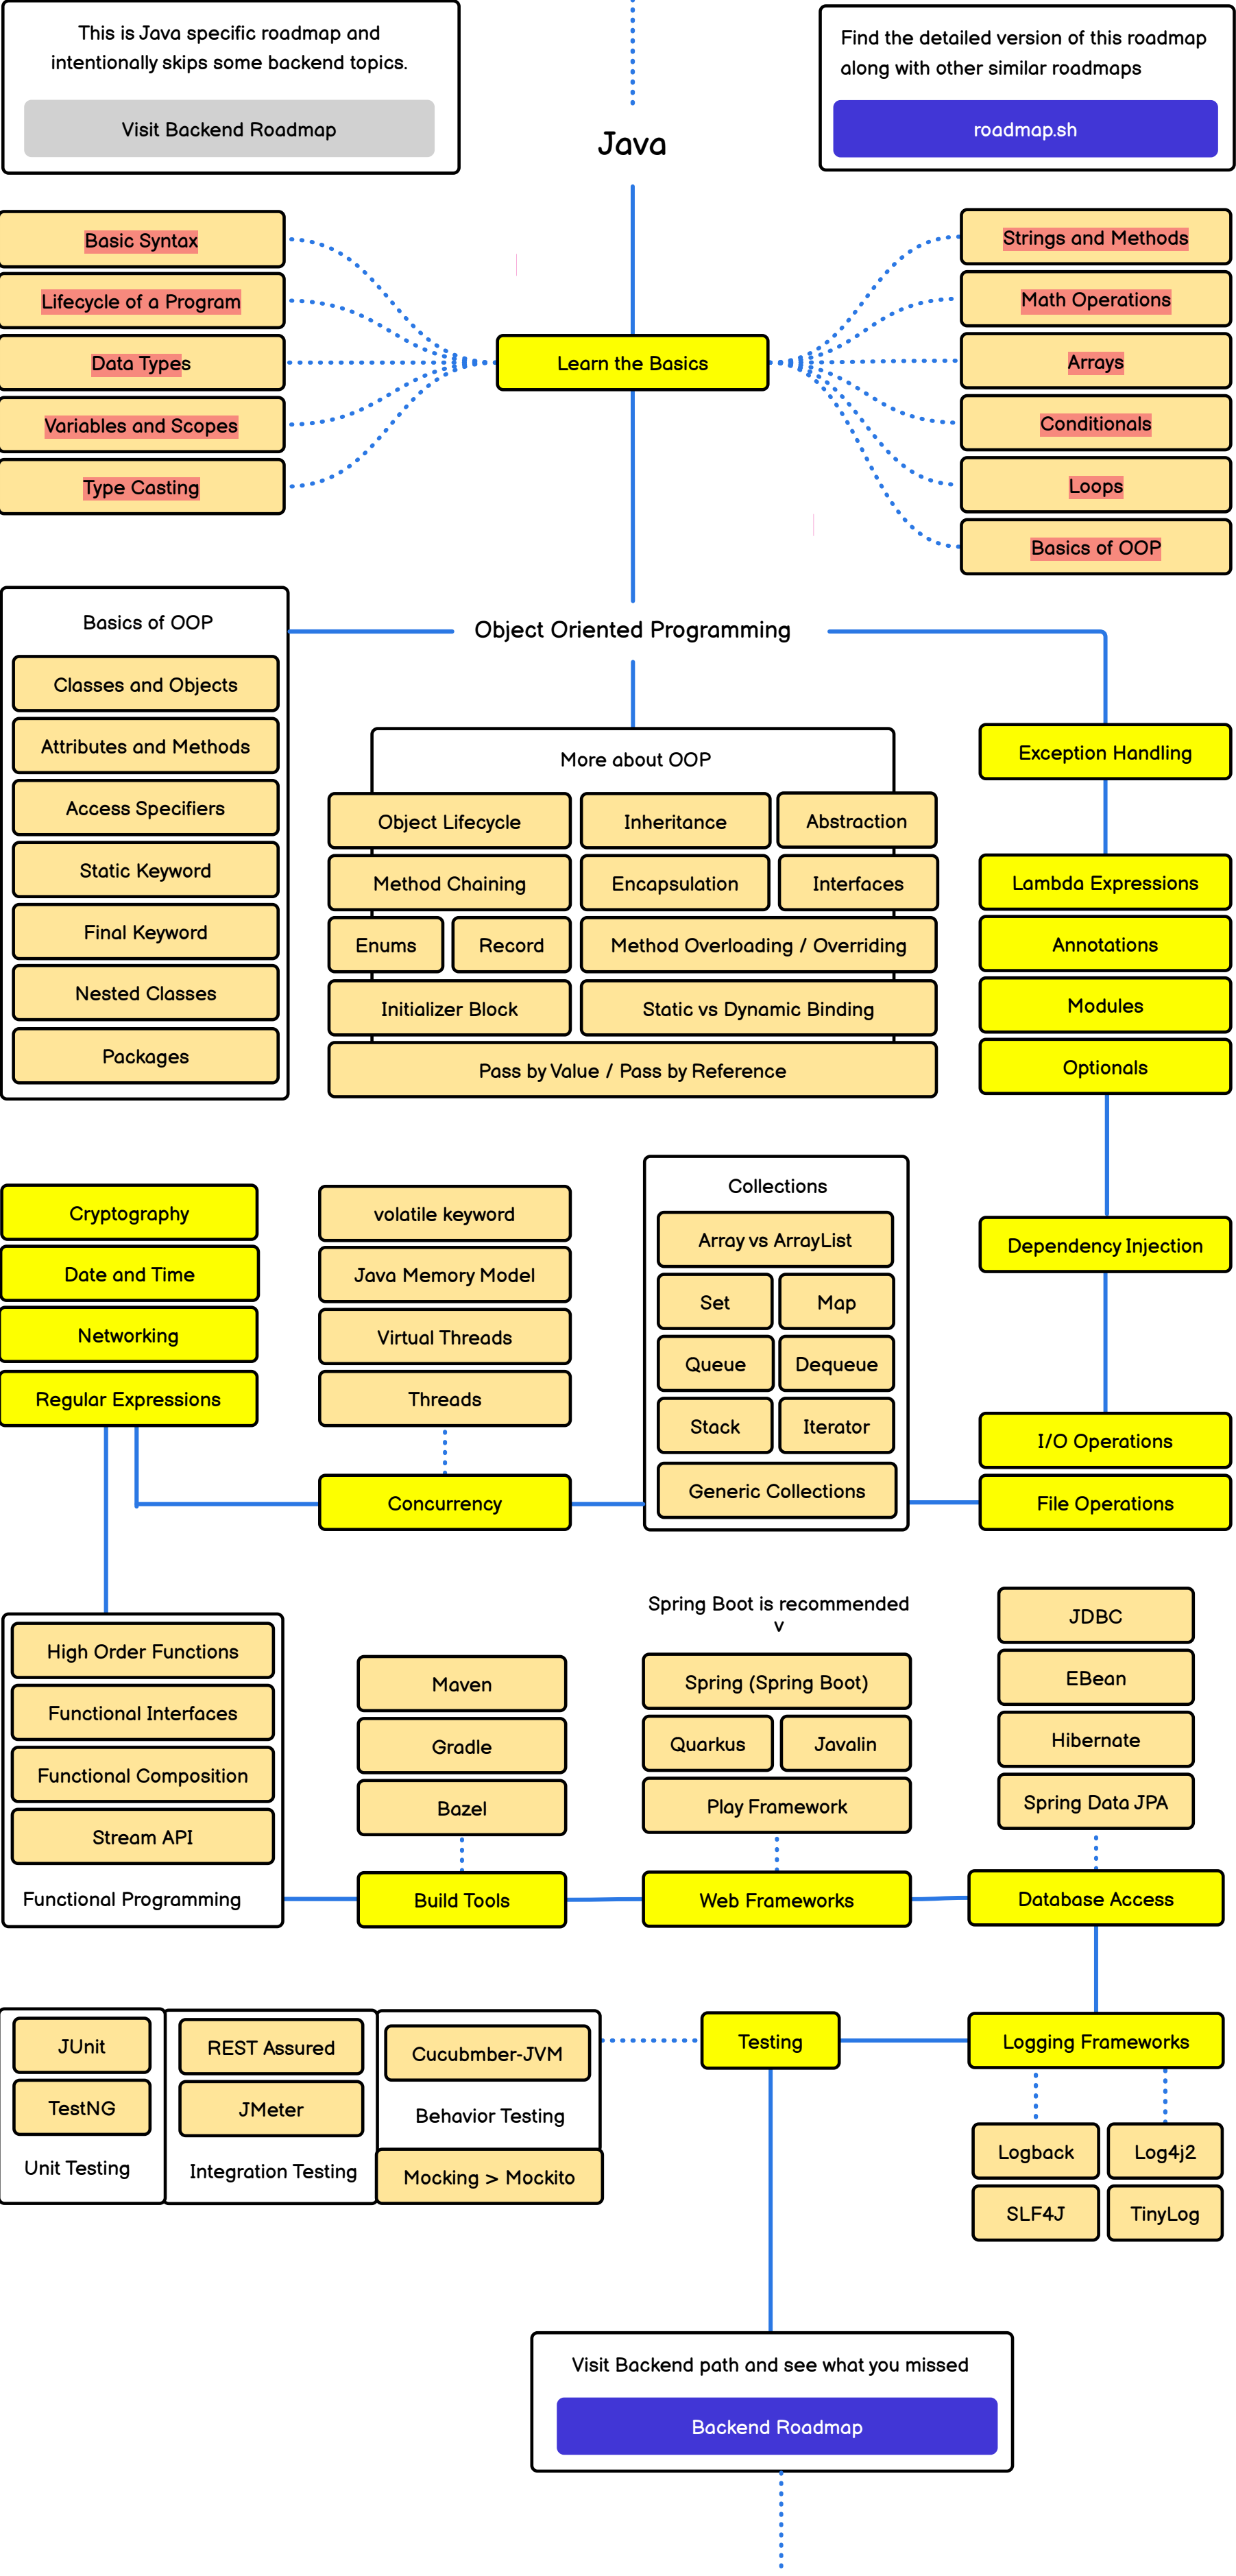 This is Java specific roadmap and
intentionally skips some backend topics.
Visit Backend Roadmap
Java
Find the detailed version of this roadmap
along with other similar roadmaps
roadmap.sh
Basic Syntax
Lifecycle of a Program
Data Types
Variables and Scopes
Type Casting
Learn the Basics
Strings and Methods
Math Operations
Arrays
Conditionals
Loops
Basics of OOP
Basics of OOP
Classes and Objects
Attributes and Methods
Access Specifiers
Static Keyword
Final Keyword
Nested Classes
Packages
Object Oriented Programming
More about OOP
Object Lifecycle
Inheritance
Abstraction
Method Chaining
Encapsulation
Interfaces
Enums
Record
Method Overloading / Overriding
Initializer Block
Static vs Dynamic Binding
Pass by Value / Pass by Reference
Exception Handling
Lambda Expressions
Annotations
Modules
Optionals
Dependency Injection
I/O Operations
File Operations
Collections
Array vs ArrayList
Set
Map
Queue
Dequeue
Stack
Iterator
Generic Collections
volatile keyword
Java Memory Model
Virtual Threads
Threads
Concurrency
Cryptography
Date and Time
Networking
Regular Expressions
High Order Functions
Functional Interfaces
Functional Composition
Stream API
Functional Programming
Maven
Gradle
Bazel
Build Tools
Spring Boot is recommended
v
Spring (Spring Boot)
Quarkus
Javalin
Play Framework
Web Frameworks
JDBC
EBean
Hibernate
Spring Data JPA
Database Access
Logging Frameworks
Logback
Log4j2
SLF4J
TinyLog
Testing
JUnit
TestNG
Unit Testing
REST Assured
JMeter
Integration Testing
Cucubmber-JVM
Behavior Testing
Mocking > Mockito
Visit Backend path and see what you missed
Backend Roadmap